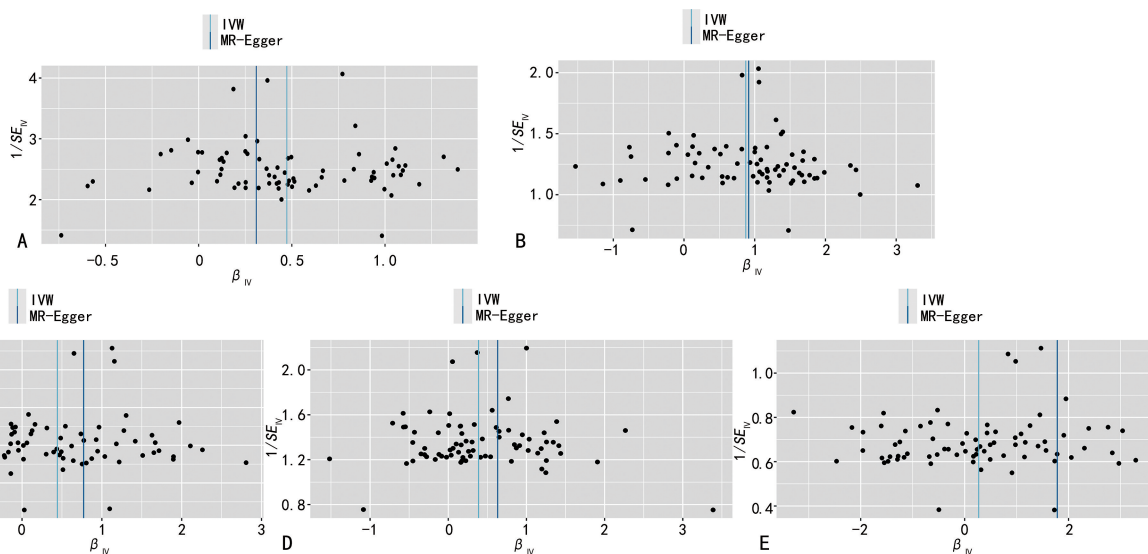 IVW
MR-Egger
4
3
2
1/SE_IV
−0.5
0
0.5
1.0
A
β_IV
IVW
MR-Egger
2.0
1.5
1.0
1/SE_IV
−1
0
1
2
3
B
β_IV
IVW
MR-Egger
0
1
2
3
β_IV
IVW
MR-Egger
2.0
1.6
1.2
0.8
1/SE_IV
−1
0
1
2
3
D
β_IV
IVW
MR-Egger
1.0
0.8
0.6
0.4
1/SE_IV
−2
0
2
E
β_IV